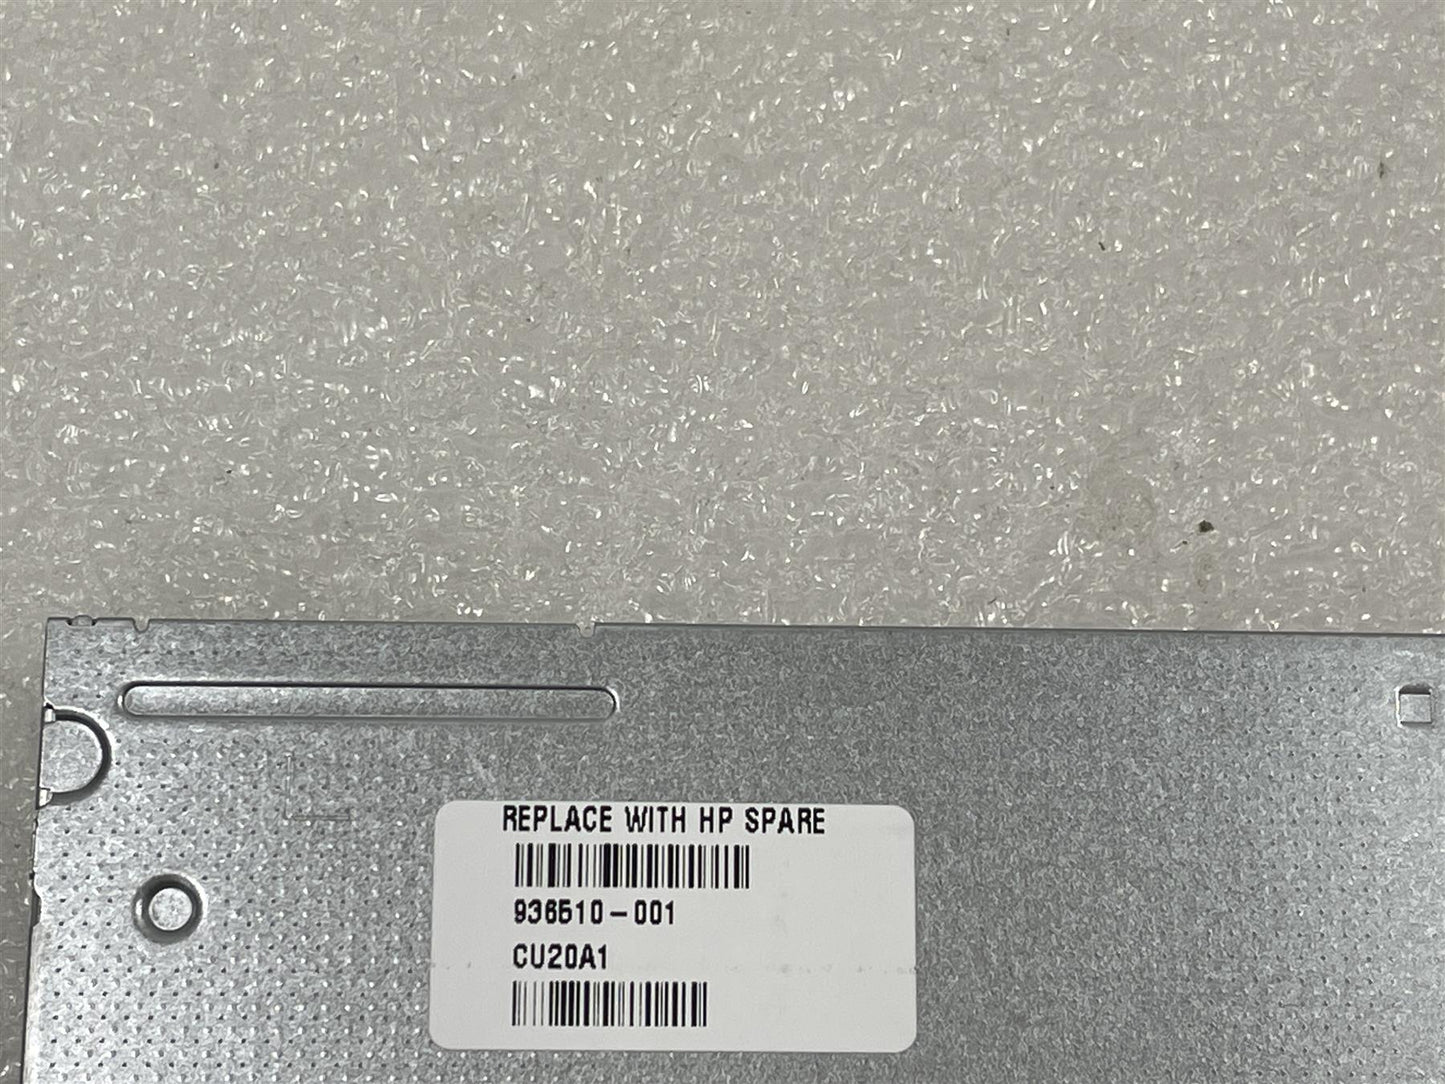 REPLACE WITH HP SPARE
936510-001
CU20A1